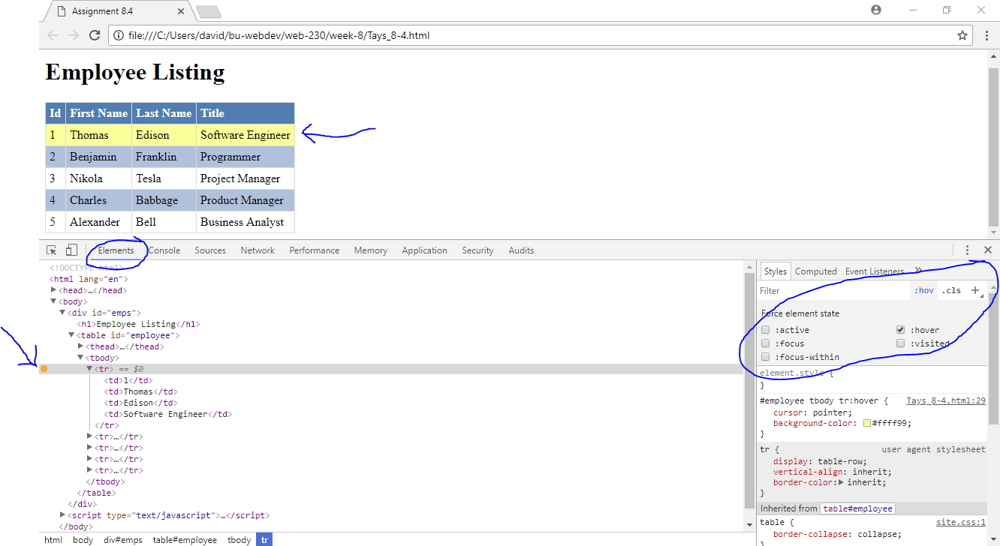 Assignment 8.4
file:///C:/Users/david/bu-webdev/web-230/week-8/Tays_8-4.html
Employee Listing
Id First Name Last Name Title
1 Thomas Edison Software Engineer
2 Benjamin Franklin Programmer
3 Nikola Tesla Project Manager
4 Charles Babbage Product Manager
5 Alexander Bell Business Analyst
Elements Console Sources Network Performance Memory Application Security Audits
<!DOCTYPE html>
<html lang="en">
<head>…</head>
<body>
<div id="emps">
<h1>Employee Listing</h1>
<table id="employee">
<thead>…</thead>
<tbody>
<tr> == $0
<td>1</td>
<td>Thomas</td>
<td>Edison</td>
<td>Software Engineer</td>
</tr>
<tr>…</tr>
<tr>…</tr>
<tr>…</tr>
<tr>…</tr>
</tbody>
</table>
</div>
<script type="text/javascript">…</script>
</body>
html body div#emps table#employee tbody tr
Styles Computed Event Listeners »
Filter :hov .cls +
Force element state
:active :hover
:focus :visited
:focus-within
element.style {
}
#employee tbody tr:hover { Tays_8-4.html:29
cursor: pointer;
background-color: #ffff99;
}
tr { user agent stylesheet
display: table-row;
vertical-align: inherit;
border-color: inherit;
}
Inherited from table#employee
table { site.css:1
border-collapse: collapse;
}